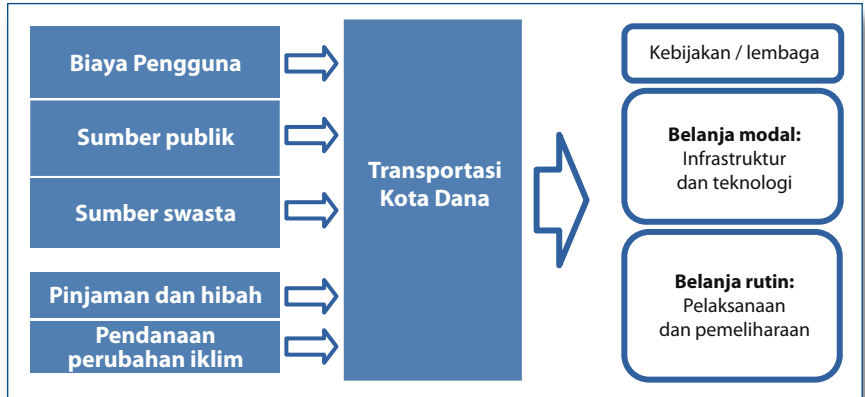 Biaya Pengguna
Sumber publik
Sumber swasta
Pinjaman dan hibah
Pendanaan
perubahan iklim
Transportasi
Kota Dana
Kebijakan / lembaga
Belanja modal:
Infrastruktur
dan teknologi
Belanja rutin:
Pelaksanaan
dan pemeliharaan